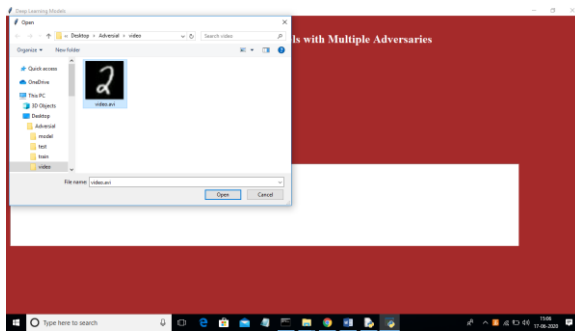 Deep Learning Models
Open
« Desktop › Adversial › video
Search video
ls with Multiple Adversaries
Organize
New folder
Quick access
OneDrive
This PC
3D Objects
Desktop
Adversial
model
test
train
video
2
video.avi
File name:
video.avi
Open
Cancel
Type here to search
15:06
17-06-2020